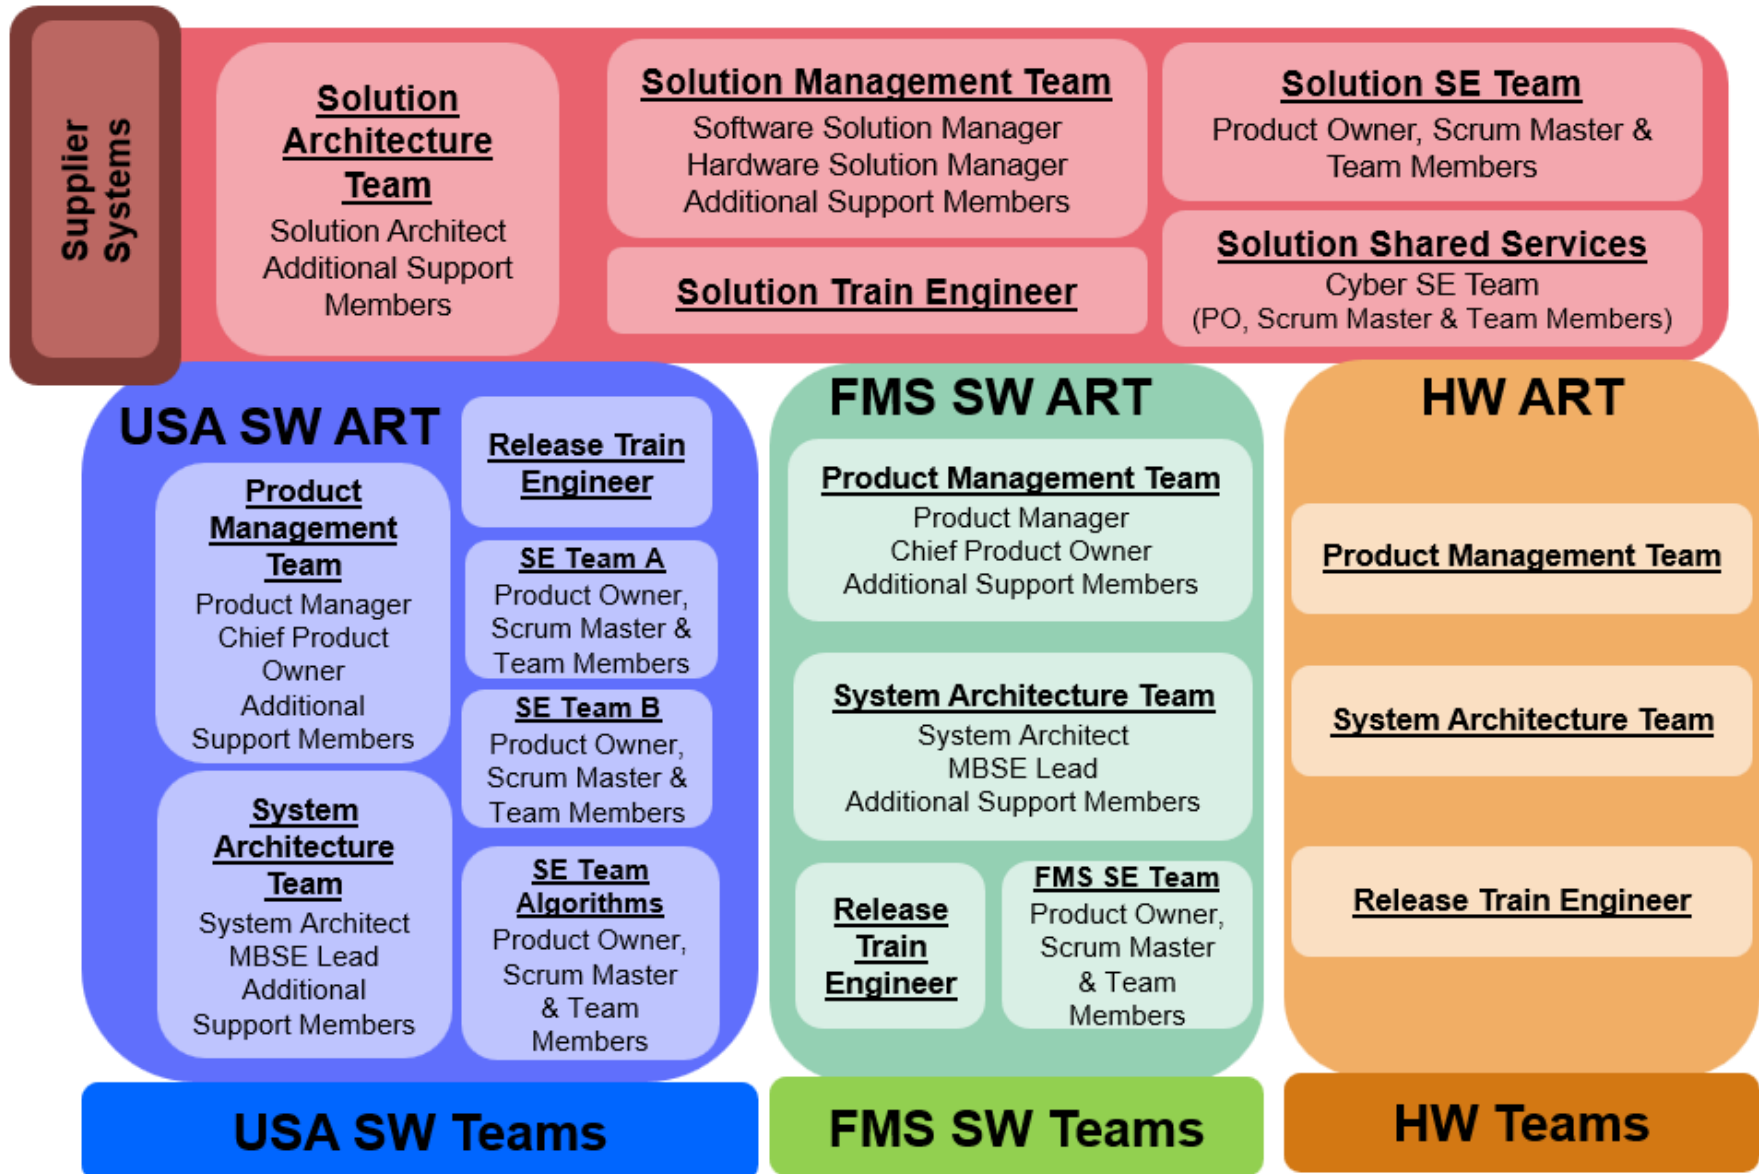 Supplier
Systems
Solution
Architecture
Team
Solution Architect
Additional Support
Members
Solution Management Team
Software Solution Manager
Hardware Solution Manager
Additional Support Members
Solution Train Engineer
Solution SE Team
Product Owner, Scrum Master &
Team Members
Solution Shared Services
Cyber SE Team
(PO, Scrum Master & Team Members)
USA SW ART
Product
Management
Team
Product Manager
Chief Product
Owner
Additional
Support Members
System
Architecture
Team
System Architect
MBSE Lead
Additional
Support Members
Release Train
Engineer
SE Team A
Product Owner,
Scrum Master &
Team Members
SE Team B
Product Owner,
Scrum Master &
Team Members
SE Team
Algorithms
Product Owner,
Scrum Master
& Team
Members
USA SW Teams
FMS SW ART
Product Management Team
Product Manager
Chief Product Owner
Additional Support Members
System Architecture Team
System Architect
MBSE Lead
Additional Support Members
Release
Train
Engineer
FMS SE Team
Product Owner,
Scrum Master
& Team
Members
FMS SW Teams
HW ART
Product Management Team
System Architecture Team
Release Train Engineer
HW Teams